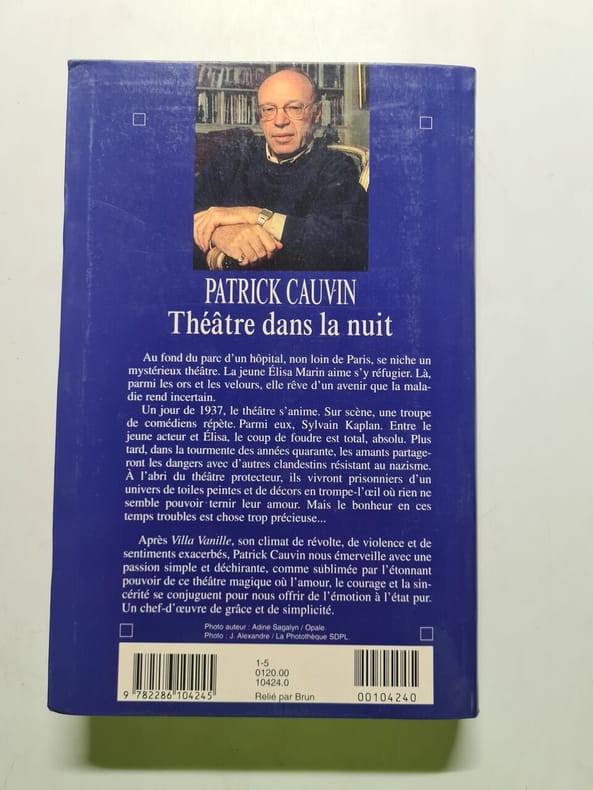 PATRICK CAUVIN
Théâtre dans la nuit
Au fond du parc d'un hôpital, non loin de Paris, se niche un
mystérieux théâtre. La jeune Élisa Marin aime s'y réfugier. Là,
parmi les ors et les velours, elle rêve d'un avenir que la mala-
die rend incertain.
Un jour de 1937, le théâtre s'anime. Sur scène, une troupe
de comédiens répète. Parmi eux, Sylvain Kaplan. Entre le
jeune acteur et Élisa, le coup de foudre est total, absolu. Plus
tard, dans la tourmente des années quarante, les amants partage-
ront les dangers avec d'autres clandestins résistant au nazisme.
À l'abri du théâtre protecteur, ils vivront prisonniers d'un
univers de toiles peintes et de décors en trompe-l'œil où rien ne
semble pouvoir ternir leur amour. Mais le bonheur en ces
temps troubles est chose trop précieuse...
Après Villa Vanille, son climat de révolte, de violence et de
sentiments exacerbés, Patrick Cauvin nous émerveille avec une
passion simple et déchirante, comme sublimée par l'étonnant
pouvoir de ce théâtre magique où l'amour, le courage et la sin-
cérité se conjuguent pour nous offrir de l'émotion à l'état pur.
Un chef-d'œuvre de grâce et de simplicité.
Photo auteur : Adine Sagalyn / Opale.
Photo : J. Alexandre / La Photothèque SDPL.
9 782286 104245
1-5
0120.00
10424.0
Relié par Brun
00104240